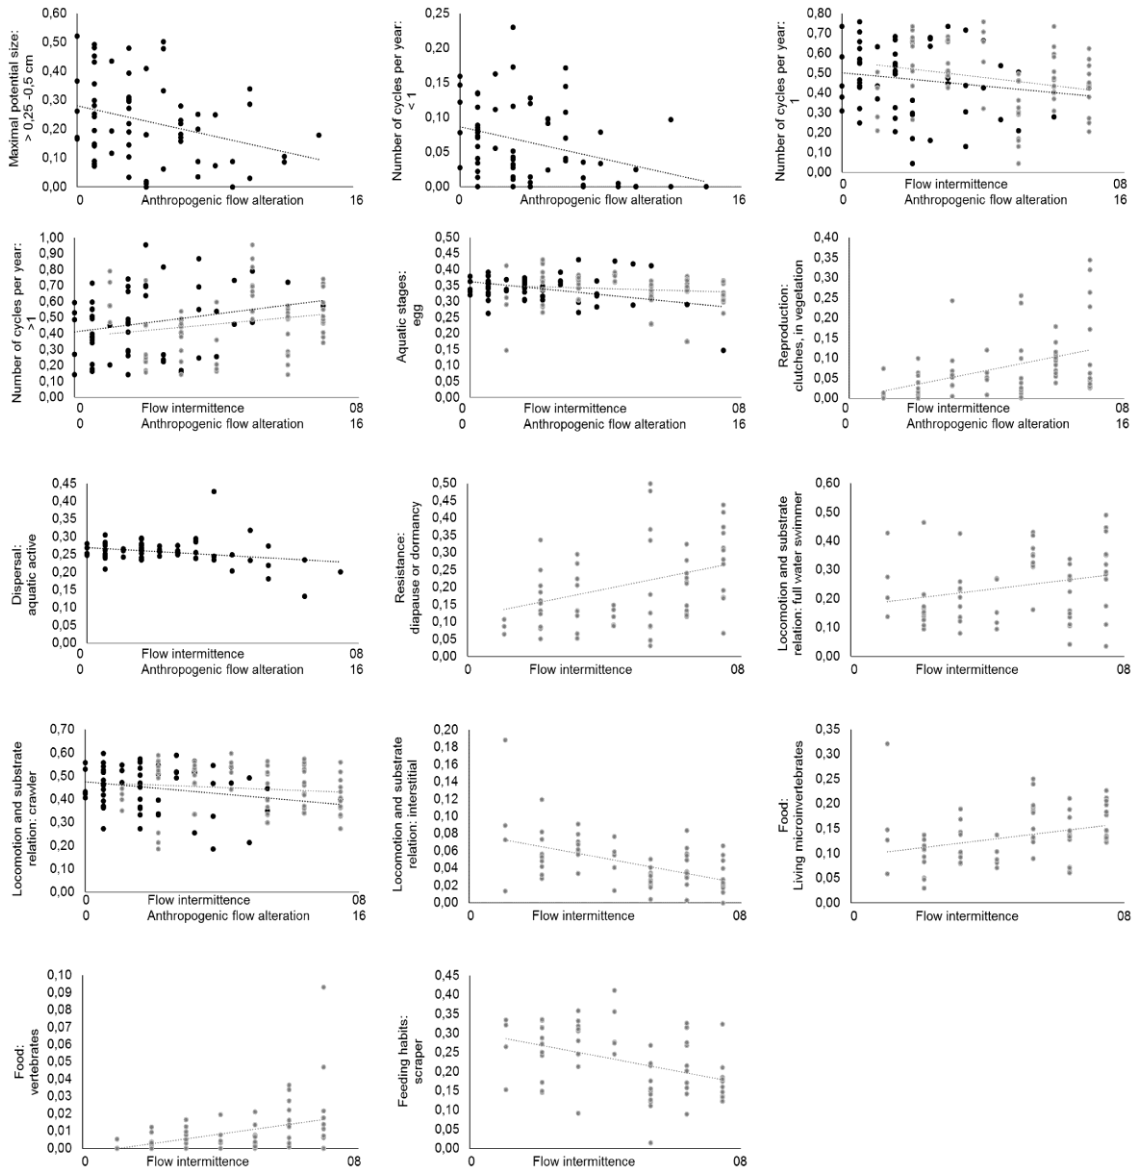 Maximal potential size:
> 0,25 -0,5 cm
0,60
0,50
0,40
0,30
0,20
0,10
0,00
0 16
Anthropogenic flow alteration
Number of cycles per year:
< 1
0,25
0,20
0,15
0,10
0,05
0,00
0 16
Anthropogenic flow alteration
Number of cycles per year:
1
0,80
0,70
0,60
0,50
0,40
0,30
0,20
0,10
0,00
0 Flow intermittence 08
0 Anthropogenic flow alteration 16
Number of cycles per year:
>1
1,00
0,90
0,80
0,70
0,60
0,50
0,40
0,30
0,20
0,10
0,00
0 Flow intermittence 08
0 Anthropogenic flow alteration 16
Aquatic stages:
egg
0,50
0,45
0,40
0,35
0,30
0,25
0,20
0,15
0,10
0,05
0,00
0 Flow intermittence 08
0 Anthropogenic flow alteration 16
Reproduction:
clutches, in vegetation
0,40
0,35
0,30
0,25
0,20
0,15
0,10
0,05
0,00
0 Flow intermittence 08
0 Anthropogenic flow alteration 16
Dispersal:
aquatic active
0,45
0,40
0,35
0,30
0,25
0,20
0,15
0,10
0,05
0,00
0 Flow intermittence 08
0 Anthropogenic flow alteration 16
Resistance:
diapause or dormancy
0,50
0,45
0,40
0,35
0,30
0,25
0,20
0,15
0,10
0,05
0,00
0 Flow intermittence 08
Locomotion and substrate
relation: full water swimmer
0,60
0,50
0,40
0,30
0,20
0,10
0,00
0 Flow intermittence 08
Locomotion and substrate
relation: crawler
0,70
0,60
0,50
0,40
0,30
0,20
0,10
0,00
0 Flow intermittence 08
0 Anthropogenic flow alteration 16
Locomotion and substrate
relation: interstitial
0,20
0,18
0,16
0,14
0,12
0,10
0,08
0,06
0,04
0,02
0,00
0 Flow intermittence 08
Food:
Living microinvertebrates
0,35
0,30
0,25
0,20
0,15
0,10
0,05
0,00
0 Flow intermittence 08
Food:
vertebrates
0,10
0,09
0,08
0,07
0,06
0,05
0,04
0,03
0,02
0,01
0,00
0 Flow intermittence 08
Feeding habits:
scraper
0,45
0,40
0,35
0,30
0,25
0,20
0,15
0,10
0,05
0,00
0 Flow intermittence 08